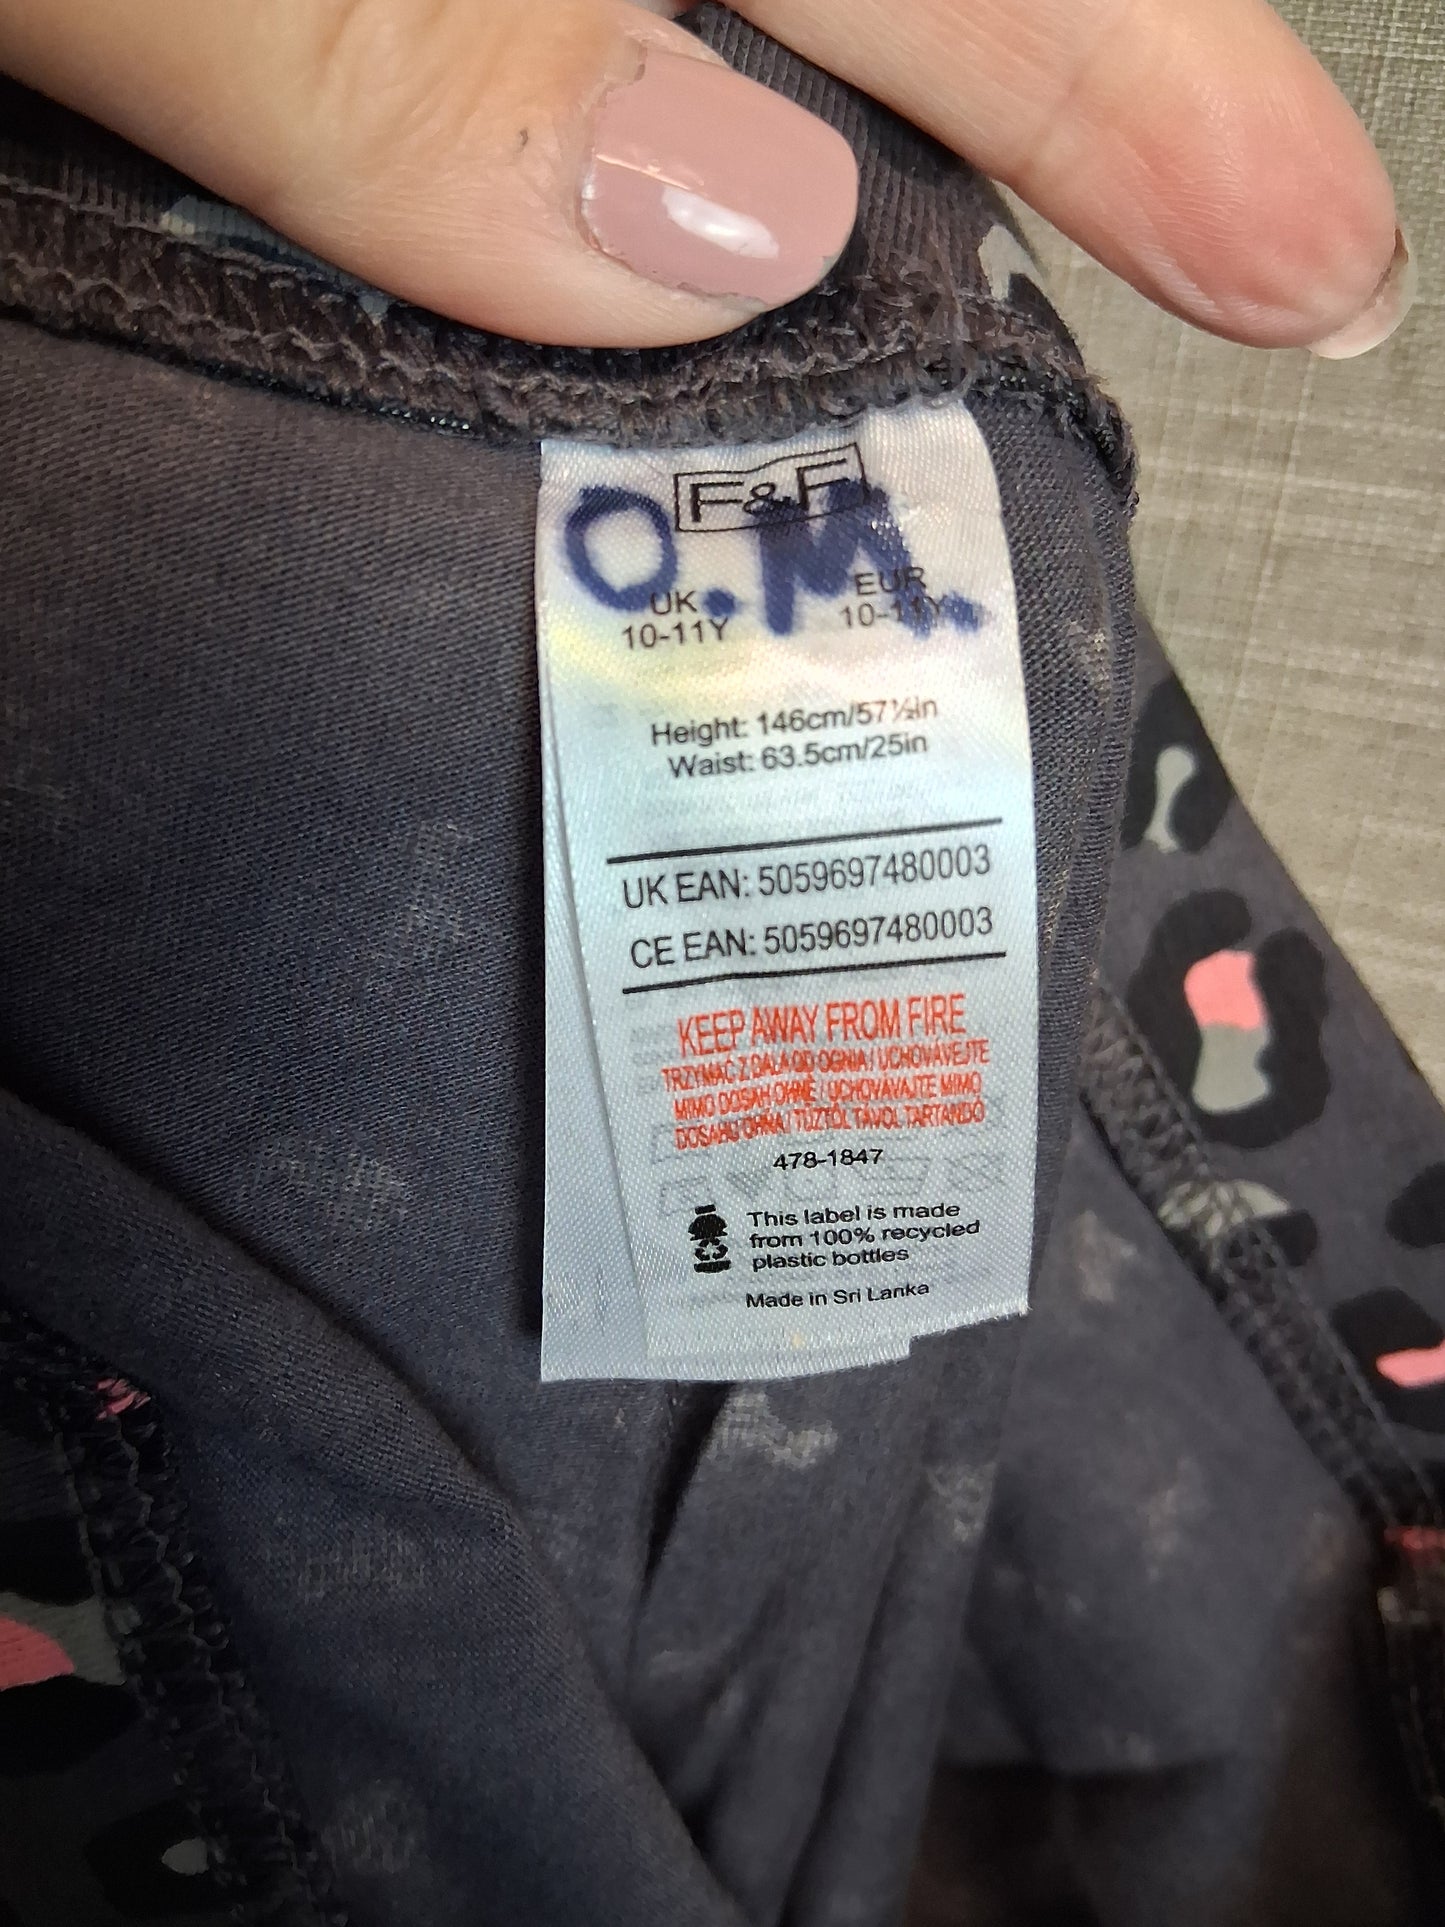 F&F
O.M.
UK EUR
10-11Y 10-11Y
Height: 146cm/57½in
Waist: 63.5cm/25in
UK EAN: 5059697480003
CE EAN: 5059697480003
KEEP AWAY FROM FIRE
TRZYMAĆ Z DALA OD OGNIA / UCHOVÁVEJTE
MIMO DOSAH OHNĚ / UCHOVÁVAJTE MIMO
DOSAHU OHŇA / TŰZTŐL TÁVOL TARTANDÓ
478-1847
This label is made
from 100% recycled
plastic bottles
Made in Sri Lanka